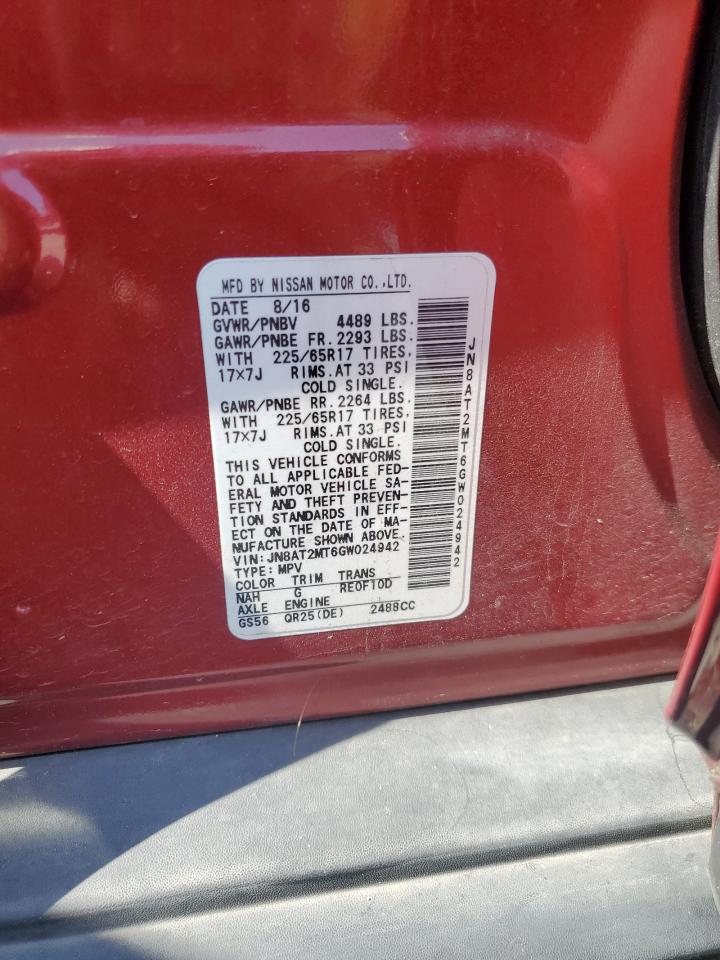 MFD BY NISSAN MOTOR CO.,LTD.
DATE 8/16
GVWR/PNBV 4489 LBS.
GAWR/PNBE FR. 2293 LBS.
WITH 225/65R17 TIRES,
17×7J RIMS.AT 33 PSI
COLD SINGLE.
GAWR/PNBE RR. 2264 LBS.
WITH 225/65R17 TIRES,
17×7J RIMS.AT 33 PSI
COLD SINGLE.
THIS VEHICLE CONFORMS
TO ALL APPLICABLE FED-
ERAL MOTOR VEHICLE SA-
FETY AND THEFT PREVEN-
TION STANDARDS IN EFF-
ECT ON THE DATE OF MA-
NUFACTURE SHOWN ABOVE.
VIN:JN8AT2MT6GW024942
TYPE: MPV
COLOR TRIM TRANS
NAH G RE0F10D
AXLE ENGINE
GS56 QR25(DE) 2488CC
JN8AT2MT6GW024942